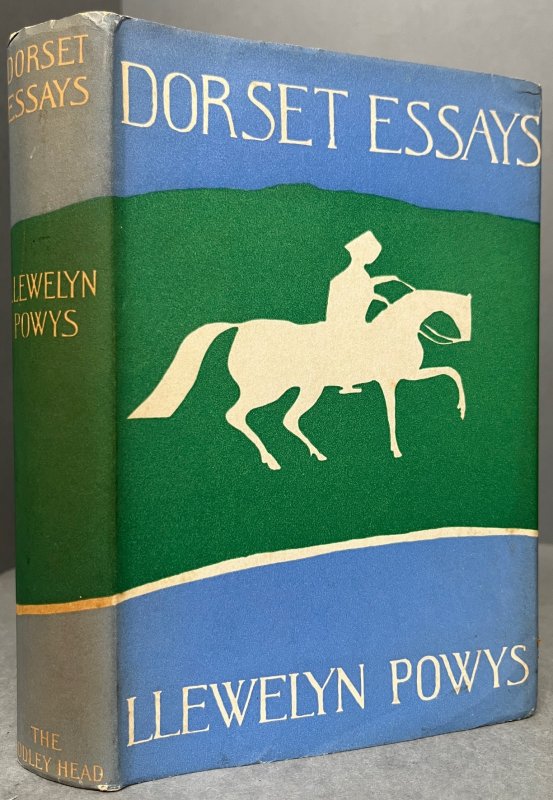 DORSET
ESSAYS
LLEWELYN
POWYS
THE
BODLEY HEAD
DORSET ESSAYS
LLEWELYN POWYS